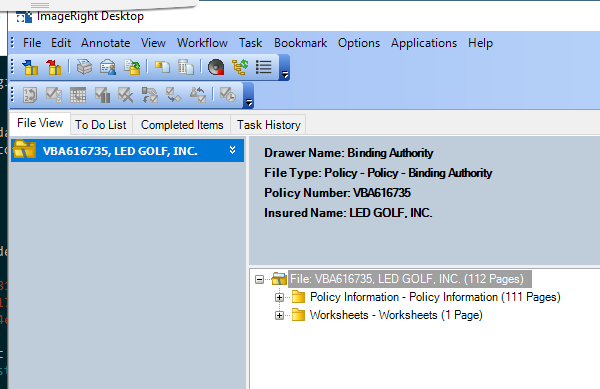 ImageRight Desktop
File Edit Annotate View Workflow Task Bookmark Options Applications Help
File View To Do List Completed Items Task History
VBA616735, LED GOLF, INC.
Drawer Name: Binding Authority
File Type: Policy - Policy - Binding Authority
Policy Number: VBA616735
Insured Name: LED GOLF, INC.
File: VBA616735, LED GOLF, INC. (112 Pages)
Policy Information - Policy Information (111 Pages)
Worksheets - Worksheets (1 Page)